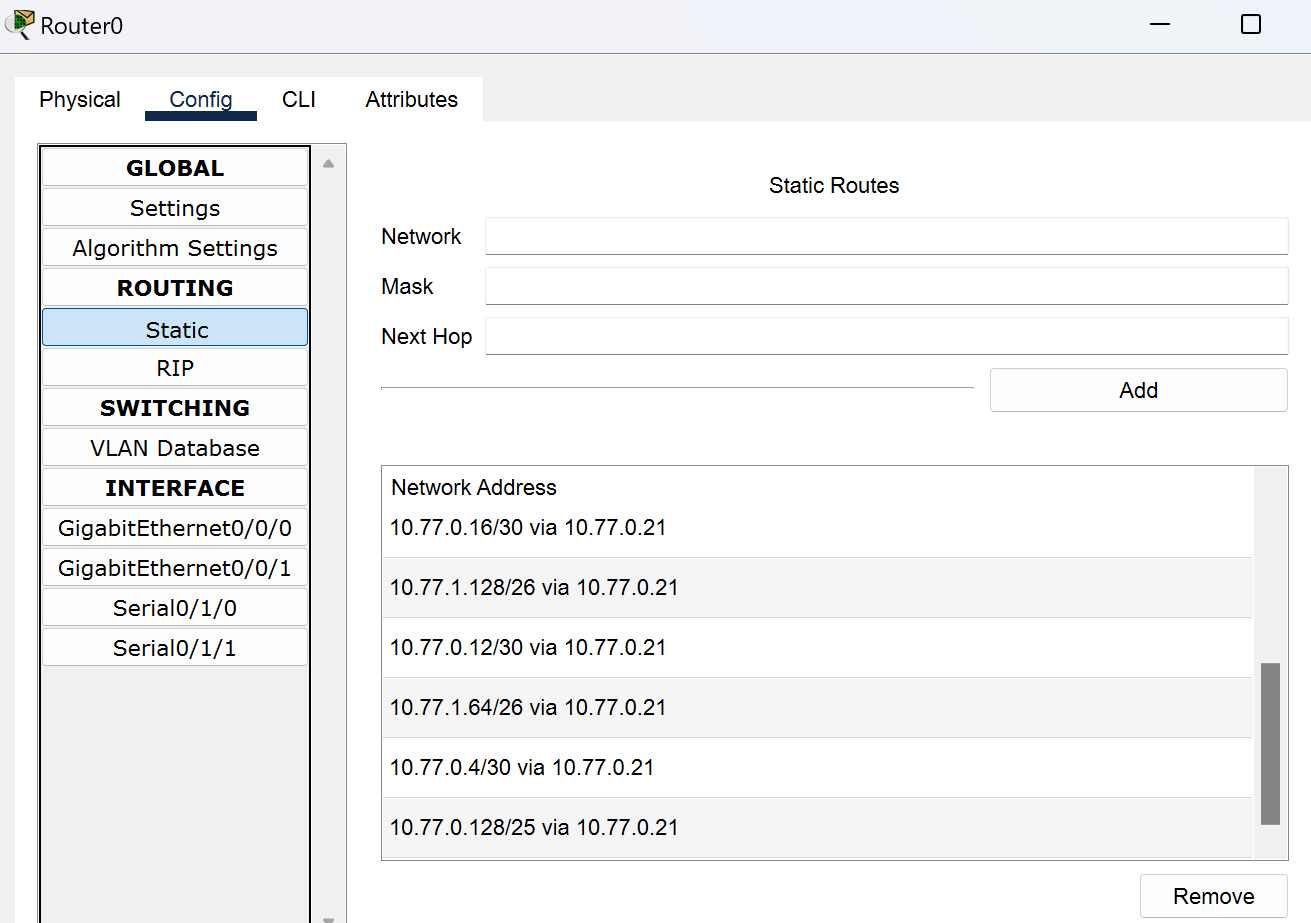 Router0
Physical Config CLI Attributes
GLOBAL
Settings
Algorithm Settings
ROUTING
Static
RIP
SWITCHING
VLAN Database
INTERFACE
GigabitEthernet0/0/0
GigabitEthernet0/0/1
Serial0/1/0
Serial0/1/1
Static Routes
Network
Mask
Next Hop
Add
Network Address
10.77.0.16/30 via 10.77.0.21
10.77.1.128/26 via 10.77.0.21
10.77.0.12/30 via 10.77.0.21
10.77.1.64/26 via 10.77.0.21
10.77.0.4/30 via 10.77.0.21
10.77.0.128/25 via 10.77.0.21
Remove